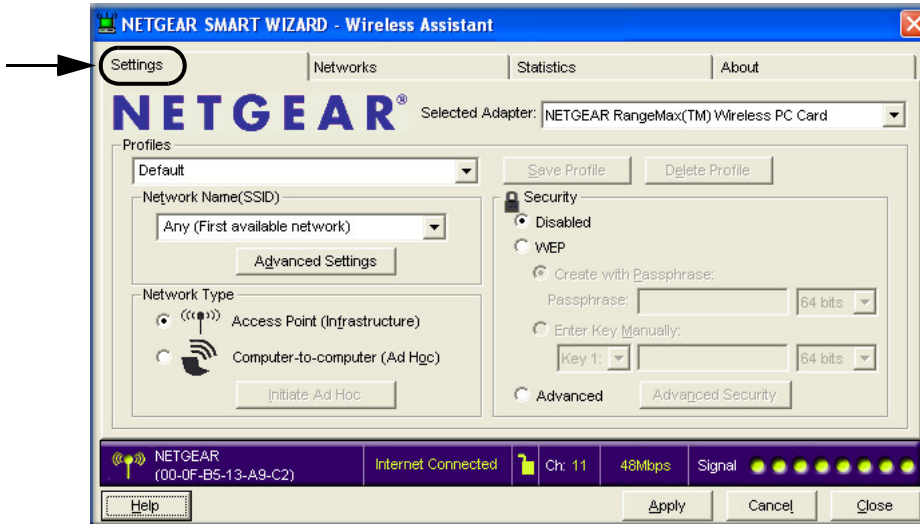 NETGEAR SMART WIZARD - Wireless Assistant
Settings Networks Statistics About
NETGEAR® Selected Adapter: NETGEAR RangeMax(TM) Wireless PC Card
Profiles
Default Save Profile Delete Profile
Network Name(SSID)
Any (First available network)
Advanced Settings
Network Type
Access Point (Infrastructure)
Computer-to-computer (Ad Hoc)
Initiate Ad Hoc
Security
Disabled
WEP
Create with Passphrase:
Passphrase: 64 bits
Enter Key Manually:
Key 1: 64 bits
Advanced Advanced Security
NETGEAR
(00-0F-B5-13-A9-C2) Internet Connected Ch: 11 48Mbps Signal
Help Apply Cancel Close